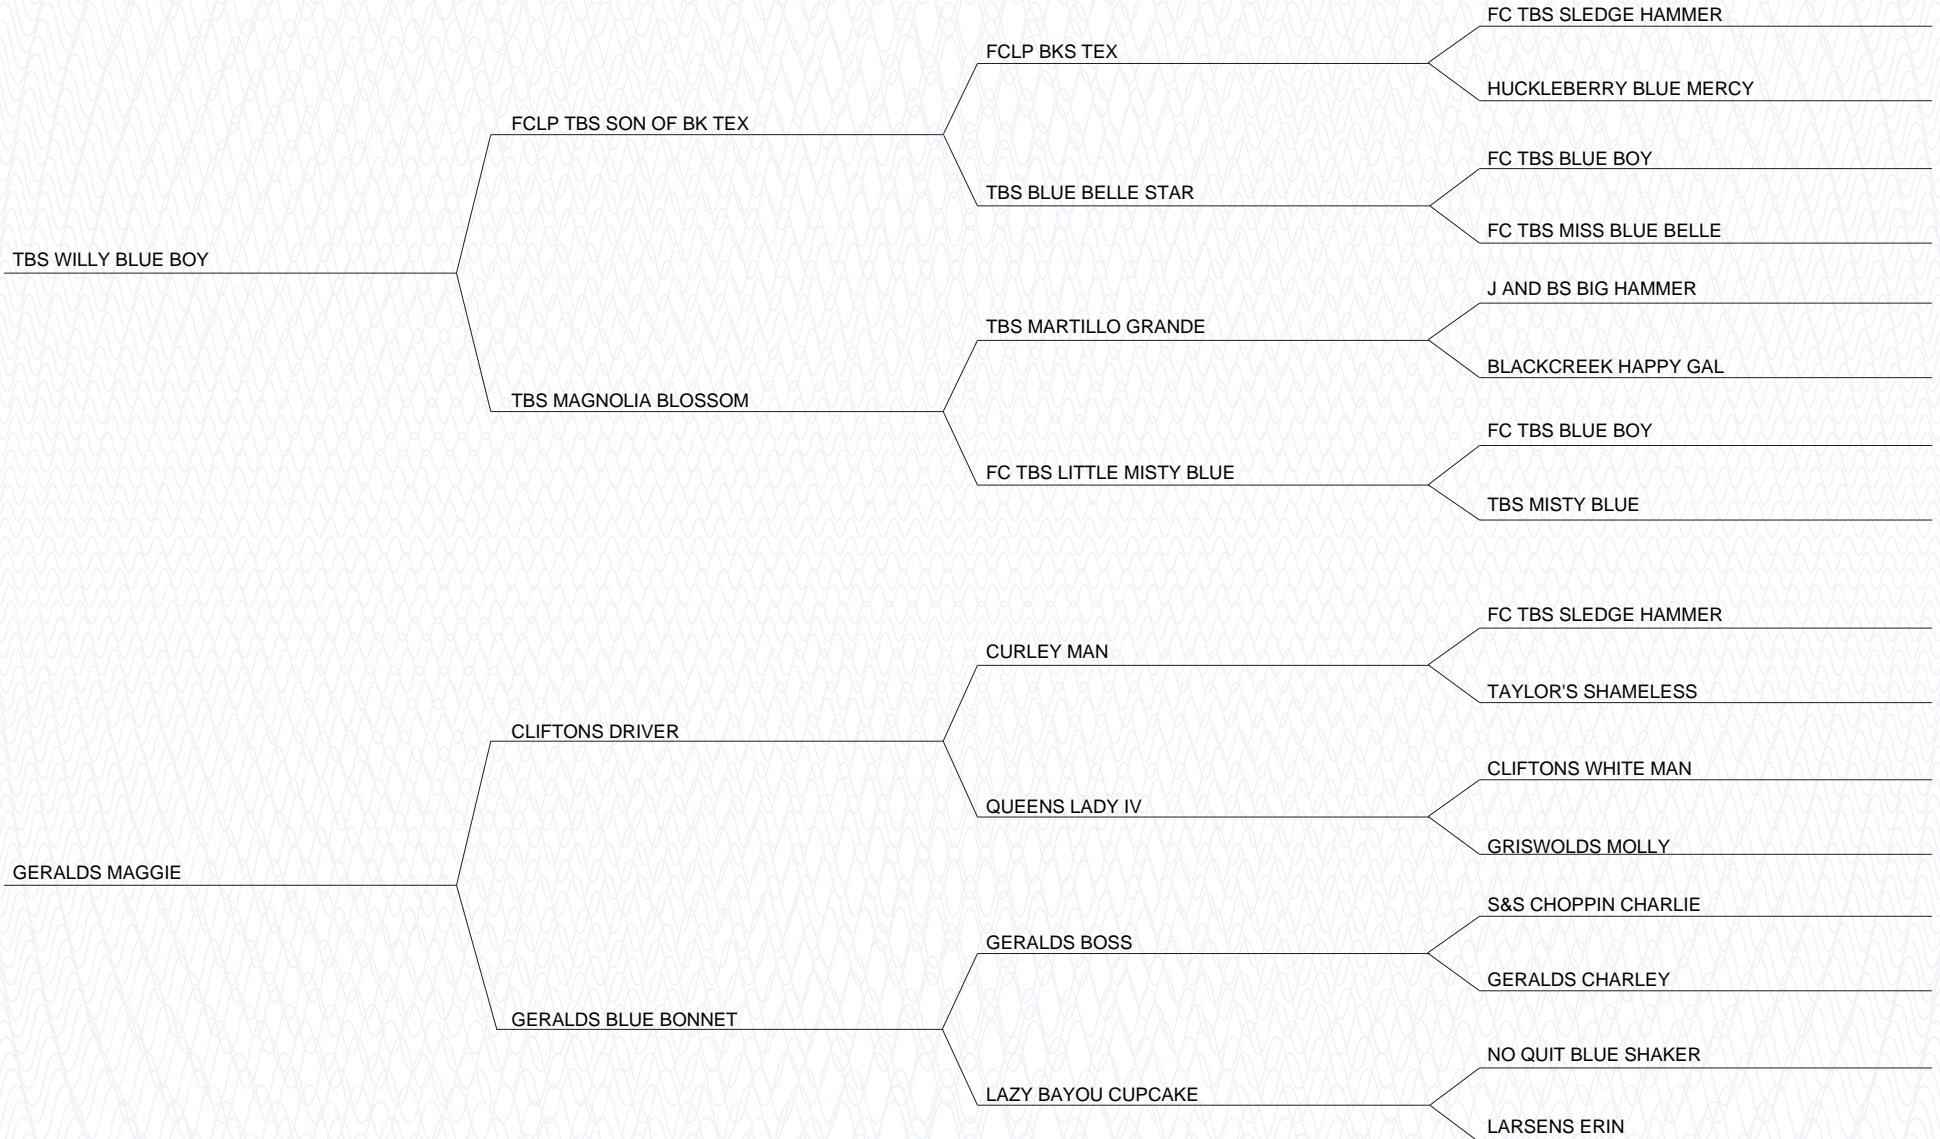 FC TBS SLEDGE HAMMER
FCLP BKS TEX
HUCKLEBERRY BLUE MERCY
FCLP TBS SON OF BK TEX
FC TBS BLUE BOY
TBS BLUE BELLE STAR
FC TBS MISS BLUE BELLE
TBS WILLY BLUE BOY
J AND BS BIG HAMMER
TBS MARTILLO GRANDE
BLACKCREEK HAPPY GAL
TBS MAGNOLIA BLOSSOM
FC TBS BLUE BOY
FC TBS LITTLE MISTY BLUE
TBS MISTY BLUE
FC TBS SLEDGE HAMMER
CURLEY MAN
TAYLOR'S SHAMELESS
CLIFTONS DRIVER
CLIFTONS WHITE MAN
QUEENS LADY IV
GRISWOLDS MOLLY
GERALDS MAGGIE
S&S CHOPPIN CHARLIE
GERALDS BOSS
GERALDS CHARLEY
GERALDS BLUE BONNET
NO QUIT BLUE SHAKER
LAZY BAYOU CUPCAKE
LARSENS ERIN